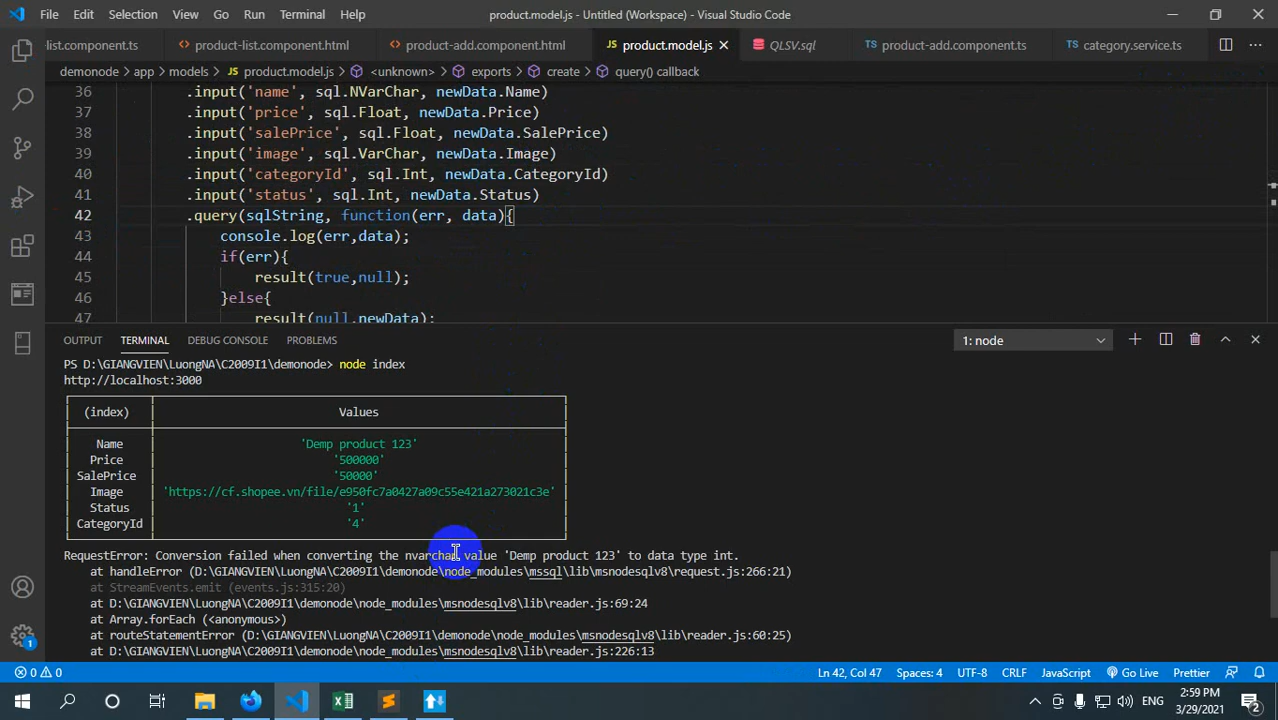 File Edit Selection View Go Run Terminal Help product.model.js - Untitled (Workspace) - Visual Studio Code
list.component.ts product-list.component.html product-add.component.html JS product.model.js QLSV.sql TS product-add.component.ts TS category.service.ts
demonode > app > models > JS product.model.js > <unknown> > exports > create > query() callback
36 .input('name', sql.NVarChar, newData.Name)
37 .input('price', sql.Float, newData.Price)
38 .input('salePrice', sql.Float, newData.SalePrice)
39 .input('image', sql.VarChar, newData.Image)
40 .input('categoryId', sql.Int, newData.CategoryId)
41 .input('status', sql.Int, newData.Status)
42 .query(sqlString, function(err, data){
43 console.log(err,data);
44 if(err){
45 result(true,null);
46 }else{
47 result(null,newData);
OUTPUT TERMINAL DEBUG CONSOLE PROBLEMS 1: node
PS D:\GIANGVIEN\LuongNA\C2009I1\demonode> node index
http://localhost:3000
(index) Values
Name 'Demp product 123'
Price '500000'
SalePrice '50000'
Image 'https://cf.shopee.vn/file/e950fc7a0427a09c55e421a273021c3e'
Status '1'
CategoryId '4'
RequestError: Conversion failed when converting the nvarchar value 'Demp product 123' to data type int.
at handleError (D:\GIANGVIEN\LuongNA\C2009I1\demonode\node_modules\mssql\lib\msnodesqlv8\request.js:266:21)
at StreamEvents.emit (events.js:315:20)
at D:\GIANGVIEN\LuongNA\C2009I1\demonode\node_modules\msnodesqlv8\lib\reader.js:69:24
at Array.forEach (<anonymous>)
at routeStatementError (D:\GIANGVIEN\LuongNA\C2009I1\demonode\node_modules\msnodesqlv8\lib\reader.js:60:25)
at D:\GIANGVIEN\LuongNA\C2009I1\demonode\node_modules\msnodesqlv8\lib\reader.js:226:13
1 0 0 Ln 42, Col 47 Spaces: 4 UTF-8 CRLF JavaScript Go Live Prettier
ENG 2:59 PM
3/29/2021 2